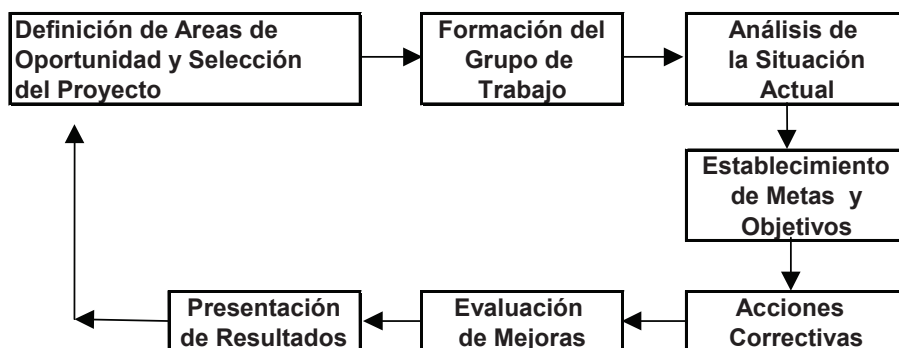 Definición de Areas de
Oportunidad y Selección
del Proyecto
Formación del
Grupo de
Trabajo
Análisis de
la Situación
Actual
Establecimiento
de Metas y
Objetivos
Acciones
Correctivas
Evaluación
de Mejoras
Presentación
de Resultados